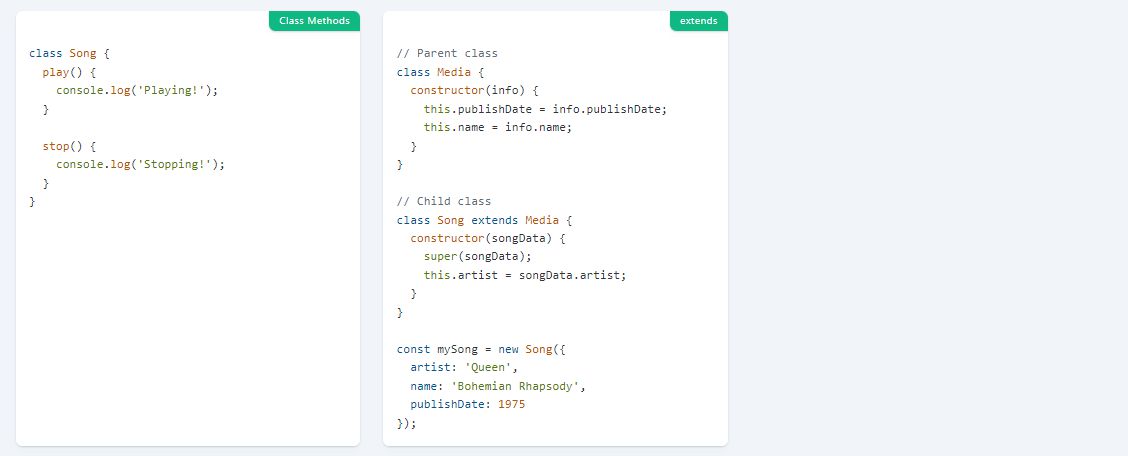 Class Methods
class Song {
  play() {
    console.log('Playing!');
  }

  stop() {
    console.log('Stopping!');
  }
}
extends
// Parent class
class Media {
  constructor(info) {
    this.publishDate = info.publishDate;
    this.name = info.name;
  }
}

// Child class
class Song extends Media {
  constructor(songData) {
    super(songData);
    this.artist = songData.artist;
  }
}

const mySong = new Song({
  artist: 'Queen',
  name: 'Bohemian Rhapsody',
  publishDate: 1975
});